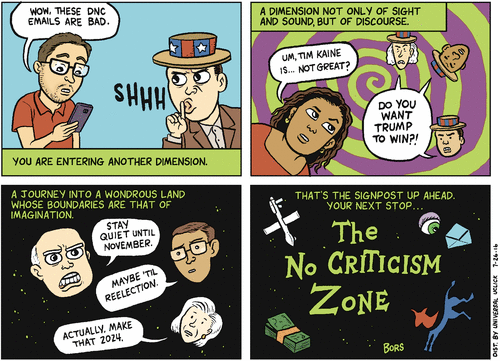 WOW, THESE DNC
EMAILS ARE BAD.
SHHH
YOU ARE ENTERING ANOTHER DIMENSION.
A DIMENSION NOT ONLY OF SIGHT
AND SOUND, BUT OF DISCOURSE.
UM, TIM KAINE
IS... NOT GREAT?
DO YOU
WANT
TRUMP
TO WIN?!
A JOURNEY INTO A WONDROUS LAND
WHOSE BOUNDARIES ARE THAT OF
IMAGINATION.
STAY
QUIET UNTIL
NOVEMBER.
MAYBE 'TIL
REELECTION.
ACTUALLY, MAKE
THAT 2024.
THAT'S THE SIGNPOST UP AHEAD.
YOUR NEXT STOP...
The
No Criticism
Zone
BORS
DIST. BY UNIVERSAL UCLICK 7-26-16